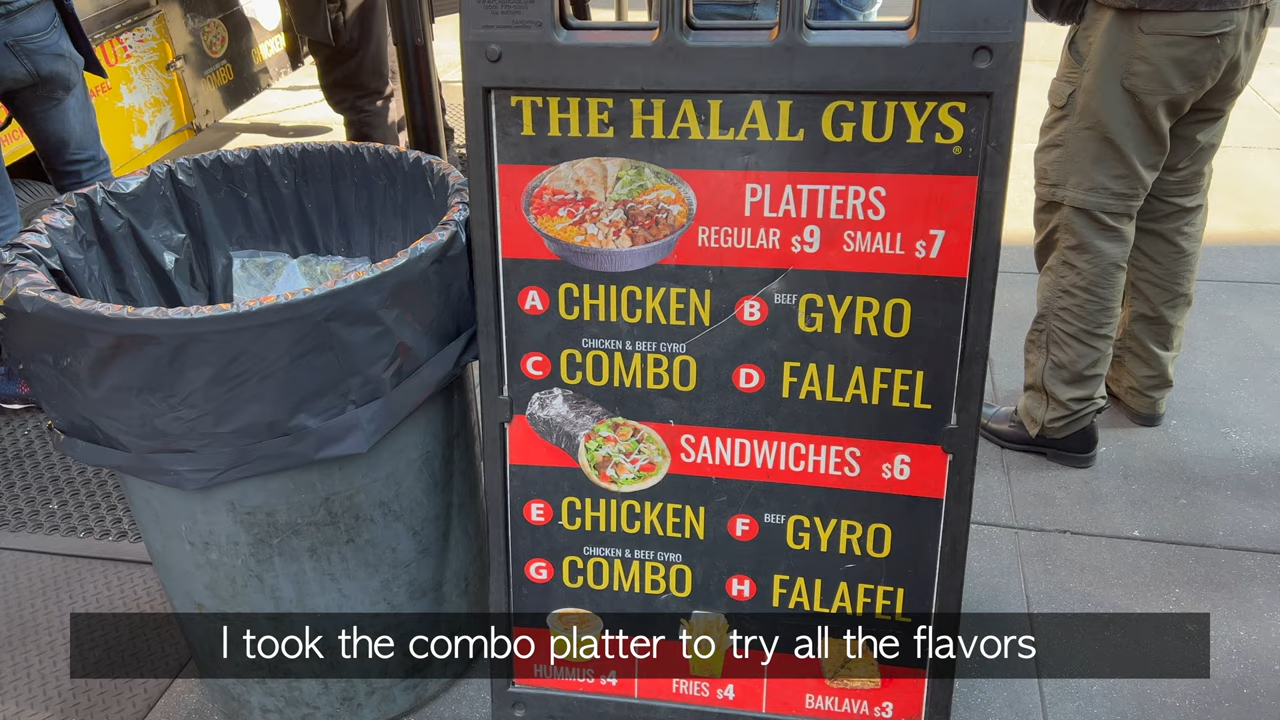 COMBO
CHICKEN
THE HALAL GUYS®
PLATTERS
REGULAR $9 SMALL $7
A CHICKEN B BEEF GYRO
CHICKEN & BEEF GYRO
C COMBO D FALAFEL
SANDWICHES $6
E CHICKEN F BEEF GYRO
CHICKEN & BEEF GYRO
G COMBO H FALAFEL
I took the combo platter to try all the flavors
HUMMUS $4 FRIES $4 BAKLAVA $3